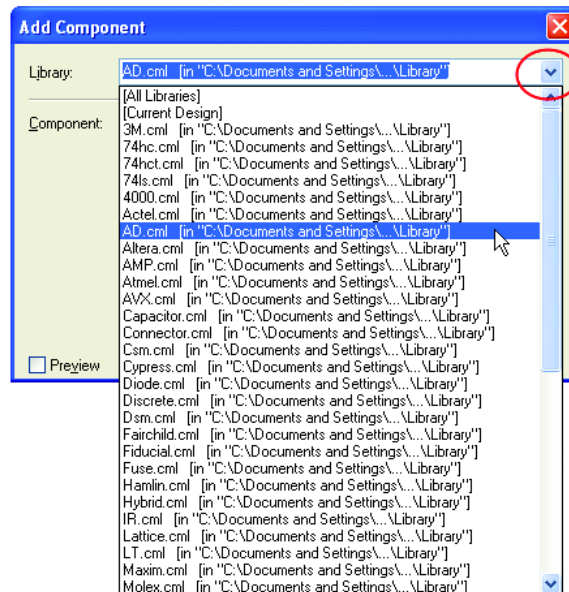 Add Component
Library: AD.cml [in "C:\Documents and Settings\...\Library"]
[All Libraries]
[Current Design]
Component:
3M.cml [in "C:\Documents and Settings\...\Library"]
74hc.cml [in "C:\Documents and Settings\...\Library"]
74hct.cml [in "C:\Documents and Settings\...\Library"]
74ls.cml [in "C:\Documents and Settings\...\Library"]
4000.cml [in "C:\Documents and Settings\...\Library"]
Actel.cml [in "C:\Documents and Settings\...\Library"]
AD.cml [in "C:\Documents and Settings\...\Library"]
Altera.cml [in "C:\Documents and Settings\...\Library"]
AMP.cml [in "C:\Documents and Settings\...\Library"]
Atmel.cml [in "C:\Documents and Settings\...\Library"]
AVX.cml [in "C:\Documents and Settings\...\Library"]
Capacitor.cml [in "C:\Documents and Settings\...\Library"]
Connector.cml [in "C:\Documents and Settings\...\Library"]
Csm.cml [in "C:\Documents and Settings\...\Library"]
Preview
Cypress.cml [in "C:\Documents and Settings\...\Library"]
Diode.cml [in "C:\Documents and Settings\...\Library"]
Discrete.cml [in "C:\Documents and Settings\...\Library"]
Dsm.cml [in "C:\Documents and Settings\...\Library"]
Fairchild.cml [in "C:\Documents and Settings\...\Library"]
Fiducial.cml [in "C:\Documents and Settings\...\Library"]
Fuse.cml [in "C:\Documents and Settings\...\Library"]
Hamlin.cml [in "C:\Documents and Settings\...\Library"]
Hybrid.cml [in "C:\Documents and Settings\...\Library"]
IR.cml [in "C:\Documents and Settings\...\Library"]
Lattice.cml [in "C:\Documents and Settings\...\Library"]
LT.cml [in "C:\Documents and Settings\...\Library"]
Maxim.cml [in "C:\Documents and Settings\...\Library"]
Molex.cml [in "C:\Documents and Settings\...\Library"]